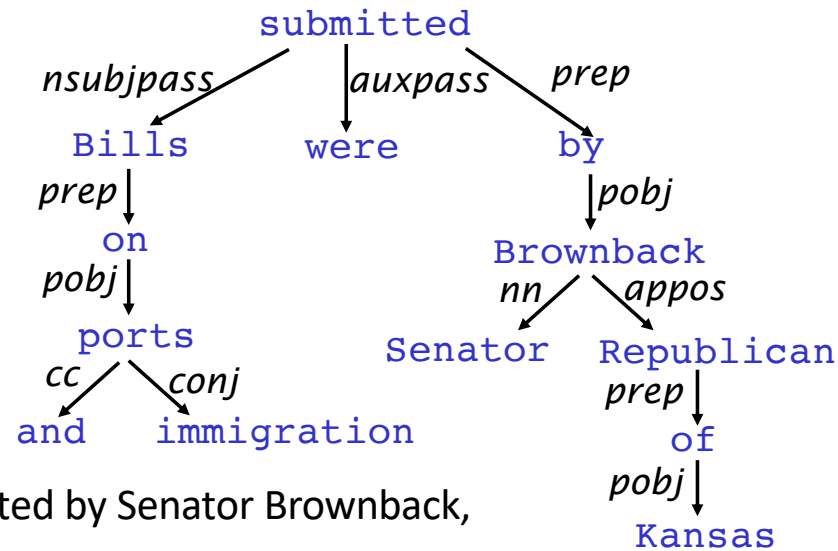 submitted
nsubjpass auxpass prep
Bills were by
prep pobj
on Brownback
pobj nn appos
ports Senator Republican
cc conj prep
and immigration of
ted by Senator Brownback, pobj
Kansas